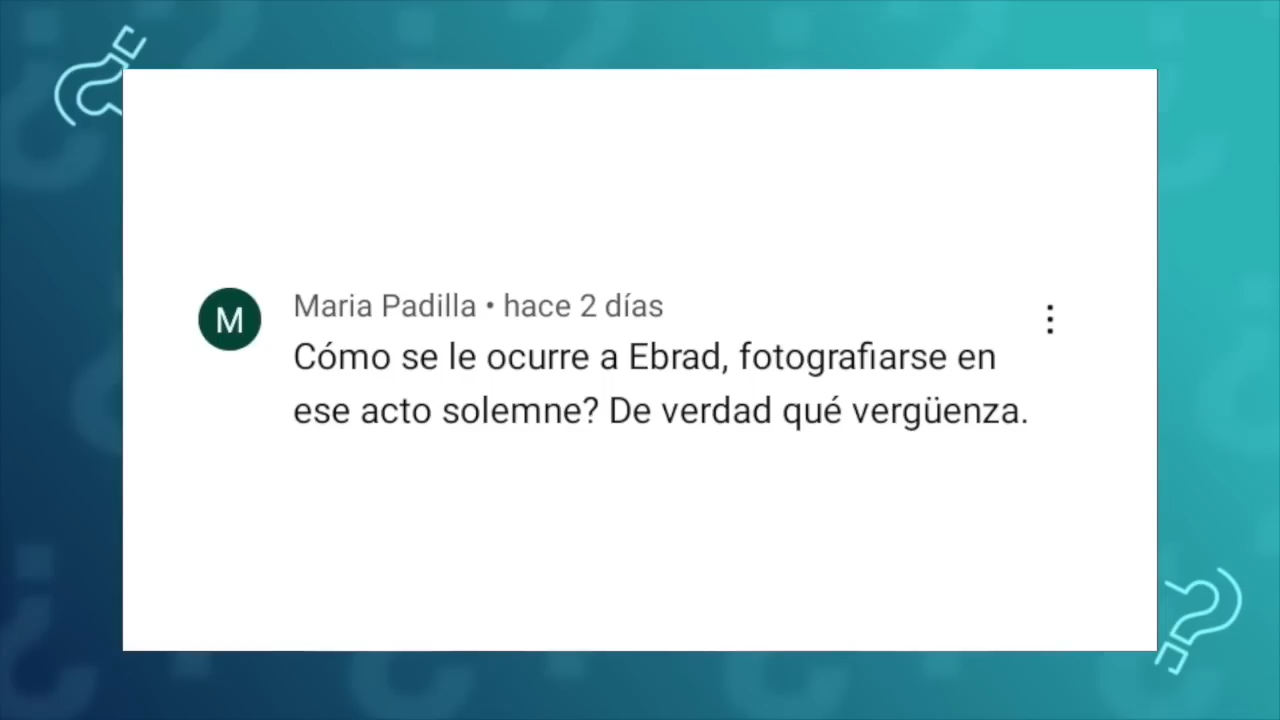 M
Maria Padilla • hace 2 días
Cómo se le ocurre a Ebrad, fotografiarse en
ese acto solemne? De verdad qué vergüenza.